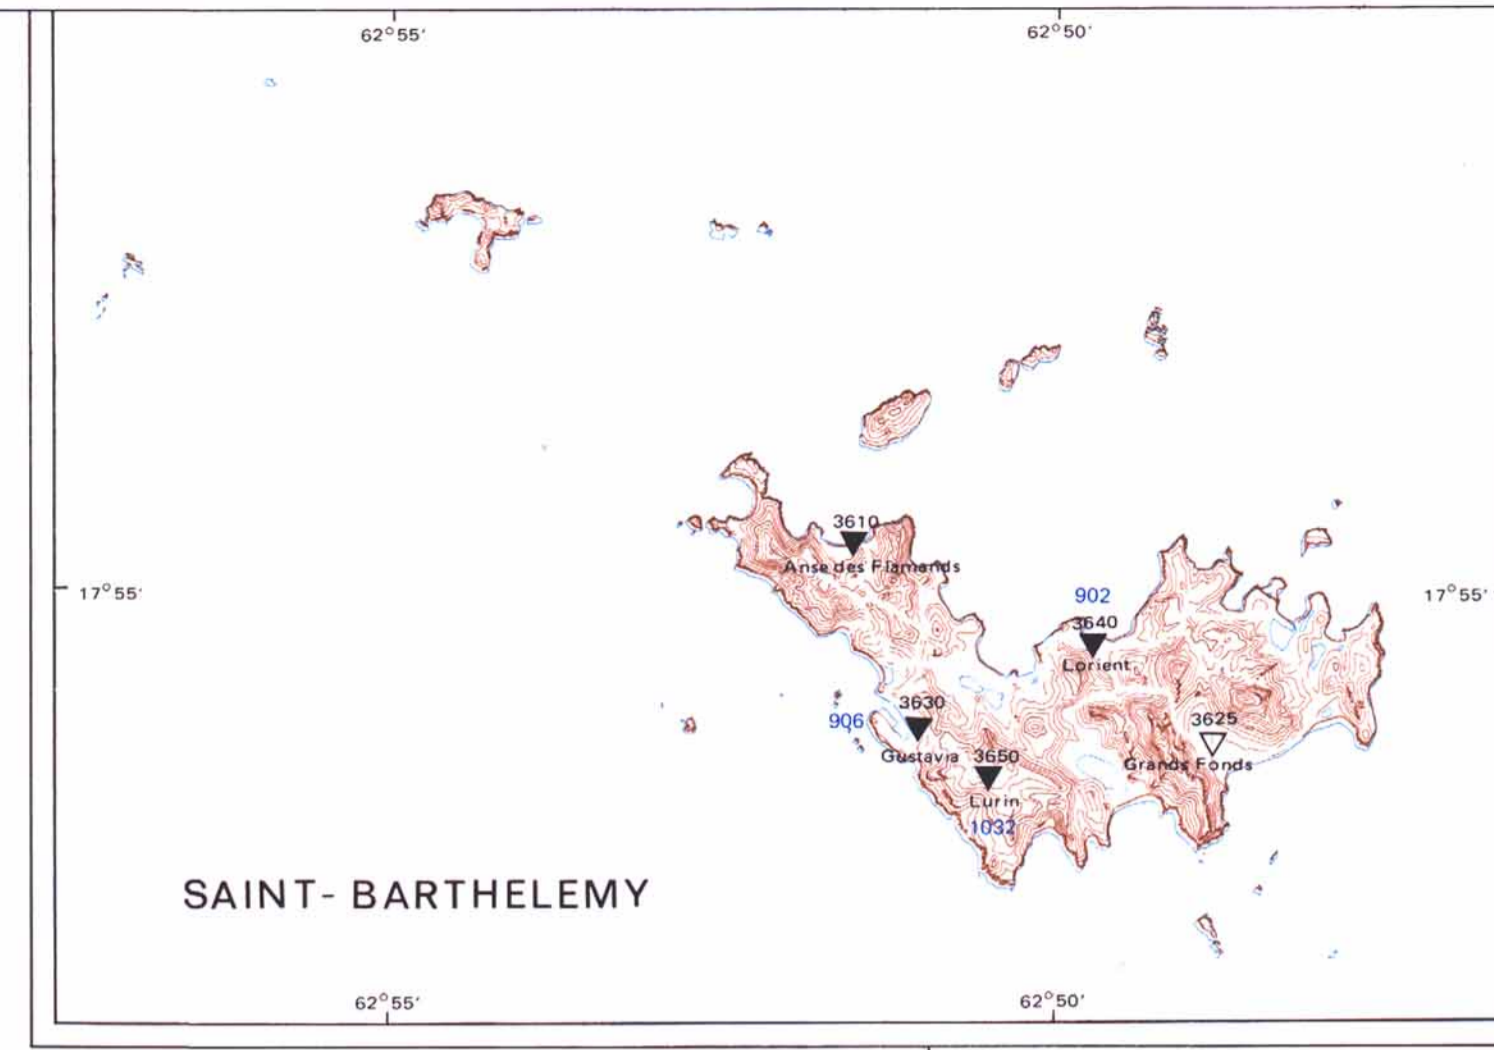 62°55'
62°50'
3610
Anse des Flamands
17°55'
902
17°55'
3640
Lorient
3630
906
3625
Gustavia
3650
Grands Fonds
Lurin
1032
SAINT- BARTHELEMY
62°55'
62°50'